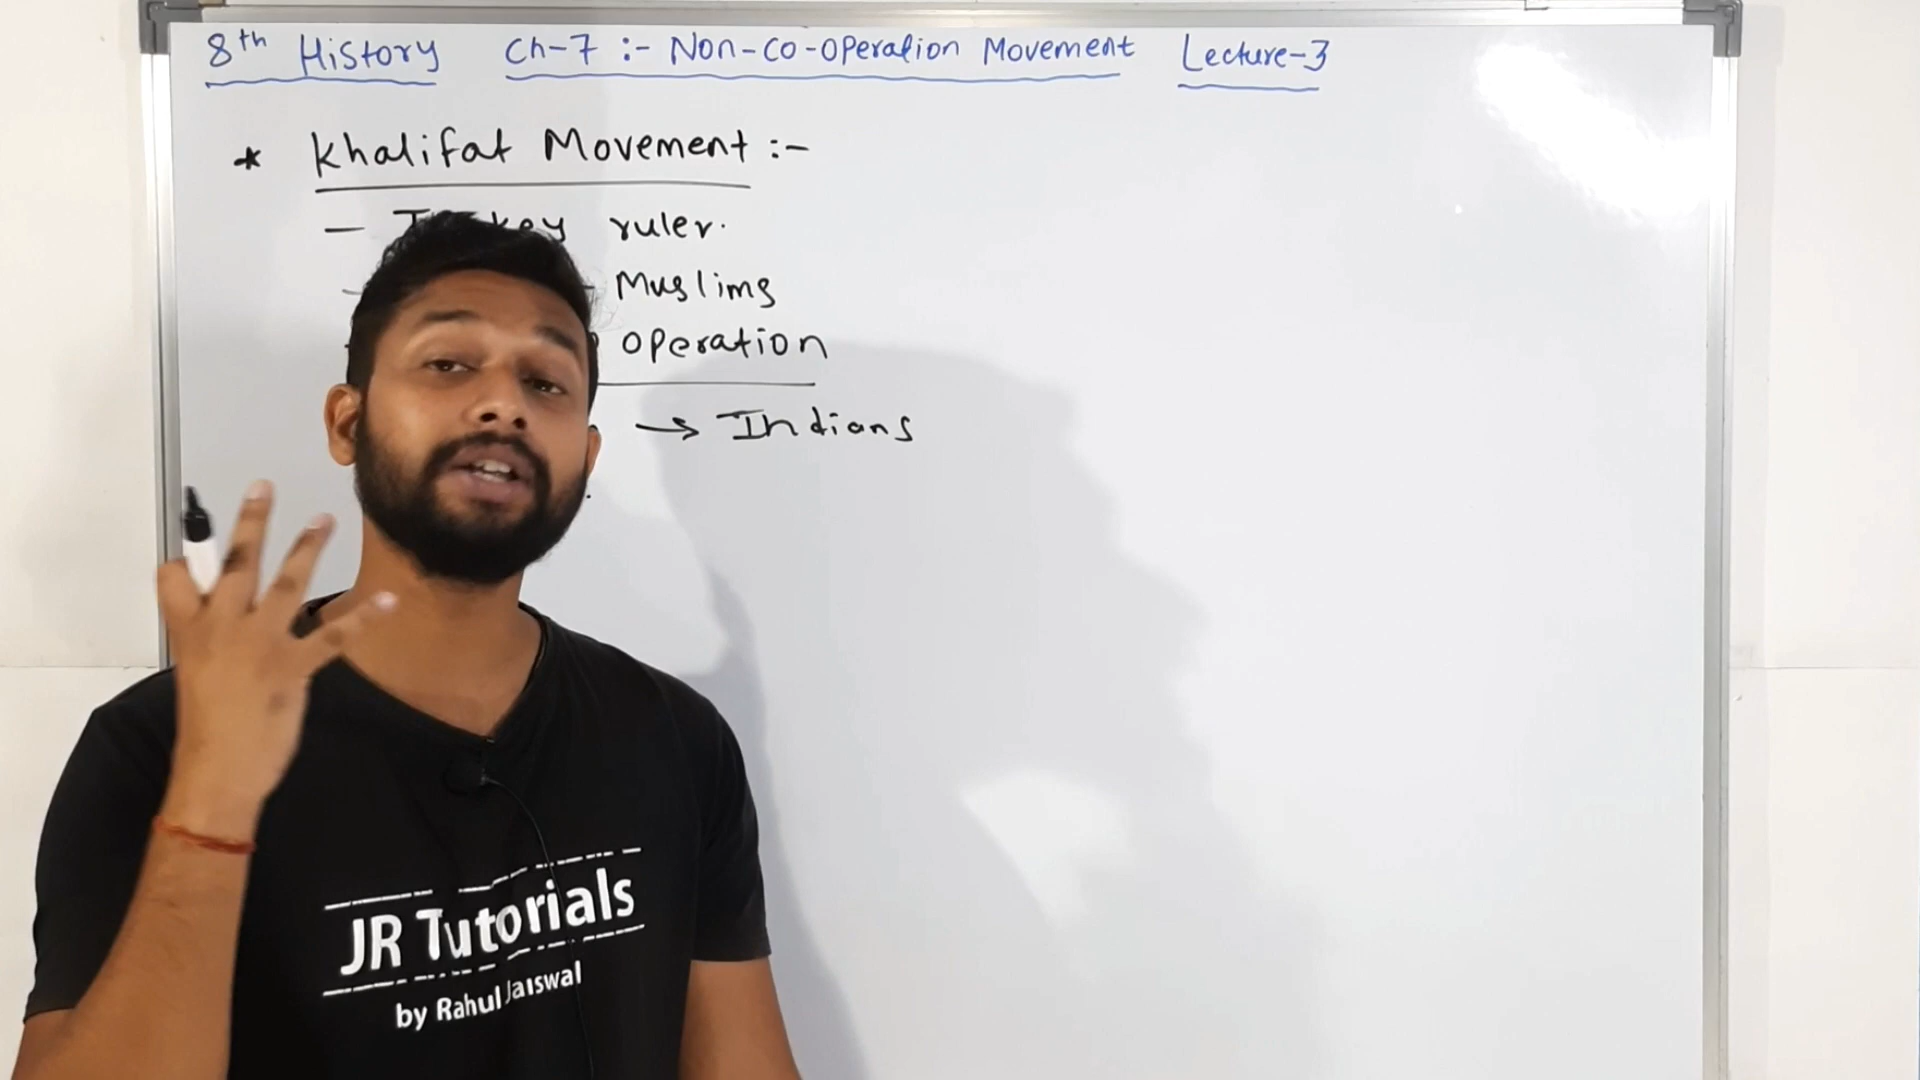 8th History Ch-7 :- Non-Co-operation Movement Lecture-3
* Khalifat Movement :-
- Turkey ruler.
- Muslims
operation
→ Indians
JR Tutorials
by Rahul Jaiswal